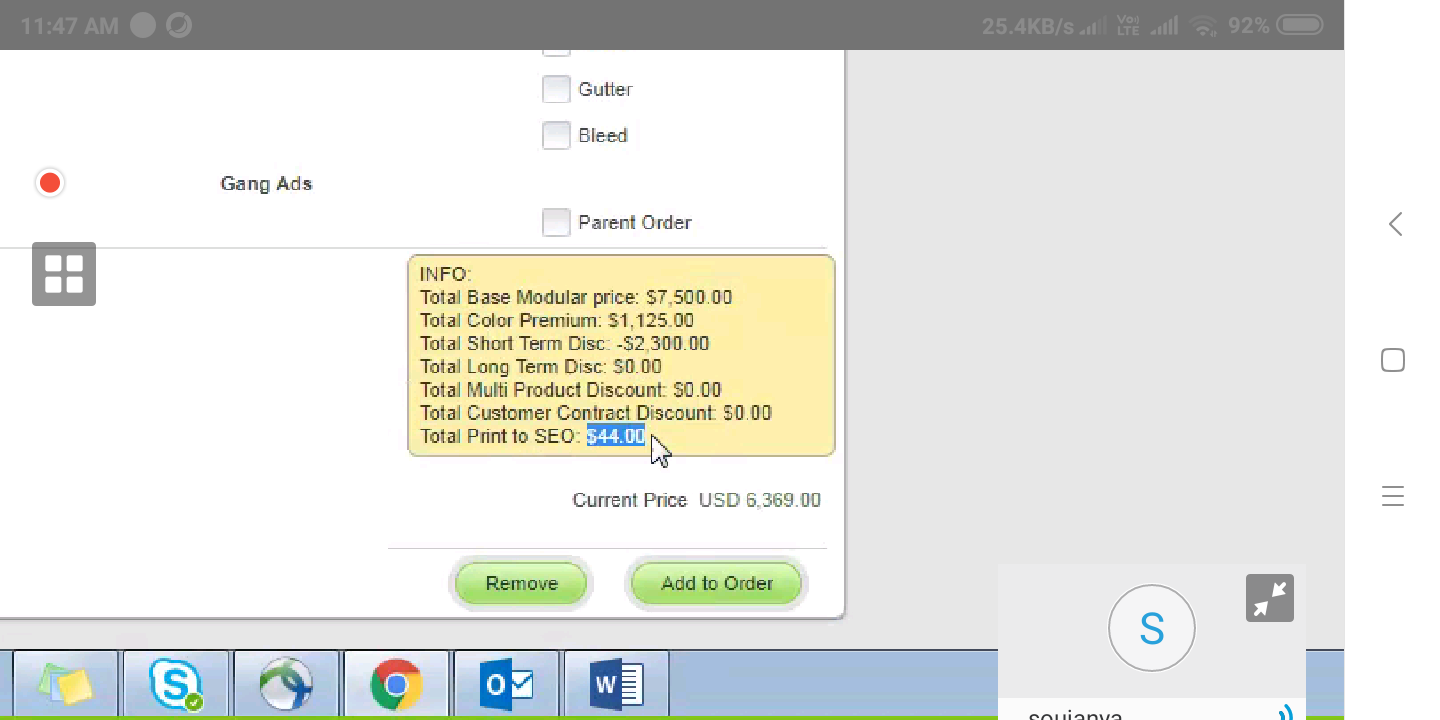 11:47 AM
25.4KB/s
Vo) LTE
92%
Gutter
Bleed
Gang Ads
Parent Order
INFO:
Total Base Modular price: $7,500.00
Total Color Premium: $1,125.00
Total Short Term Disc: -$2,300.00
Total Long Term Disc: $0.00
Total Multi Product Discount: $0.00
Total Customer Contract Discount: $0.00
Total Print to SEO: $44.00
Current Price USD 6,369.00
Remove
Add to Order
S
S
O
W